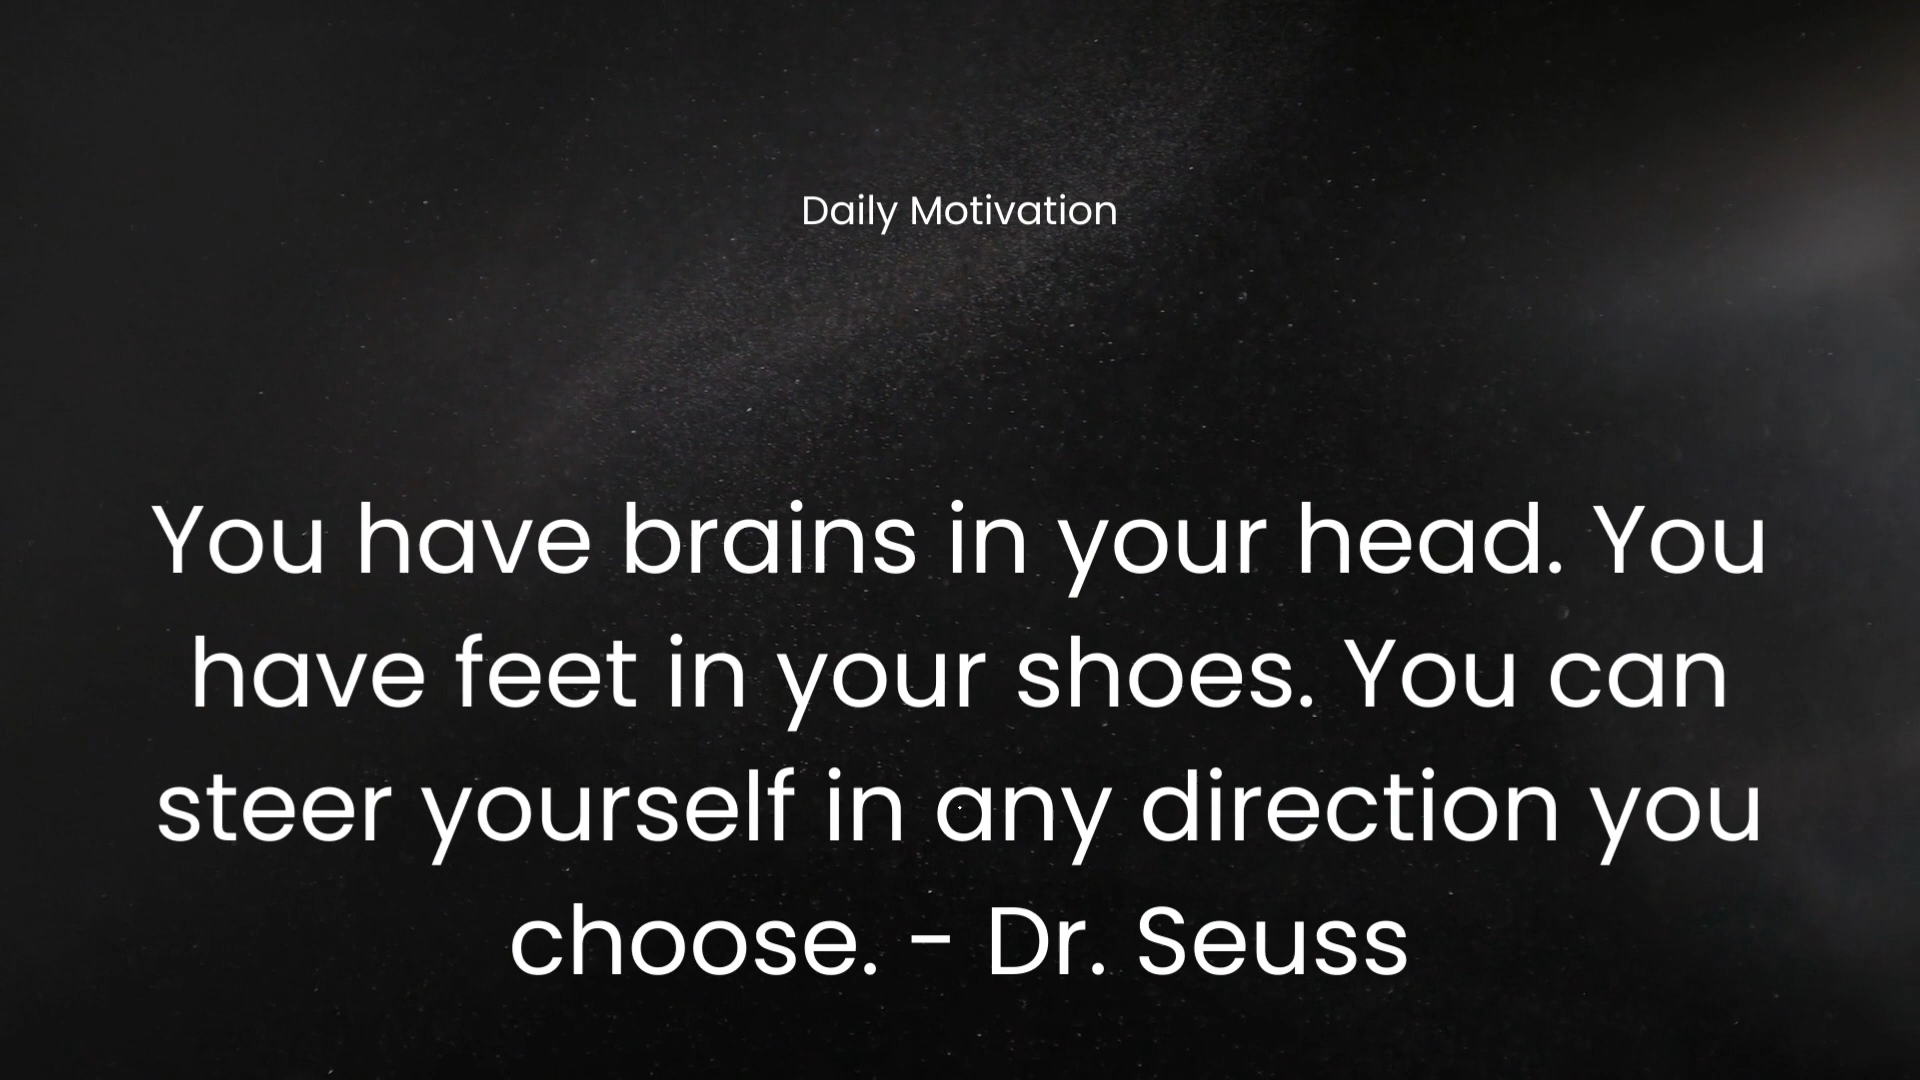 Daily Motivation
You have brains in your head. You
have feet in your shoes. You can
steer yourself in any direction you
choose. - Dr. Seuss